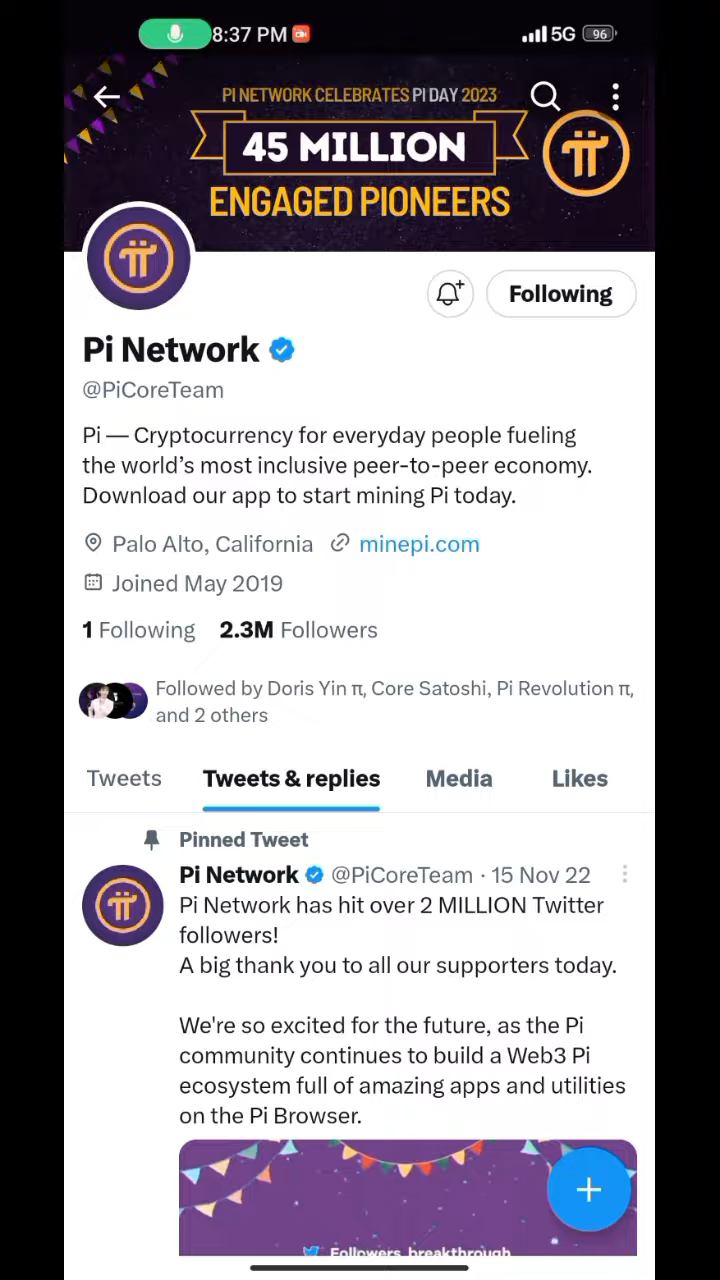 8:37 PM
5G 96
PI NETWORK CELEBRATES PI DAY 2023
45 MILLION
ENGAGED PIONEERS
Following
Pi Network
@PiCoreTeam
Pi — Cryptocurrency for everyday people fueling
the world’s most inclusive peer-to-peer economy.
Download our app to start mining Pi today.
Palo Alto, California minepi.com
Joined May 2019
1 Following 2.3M Followers
Followed by Doris Yin π, Core Satoshi, Pi Revolution π,
and 2 others
Tweets Tweets & replies Media Likes
Pinned Tweet
Pi Network @PiCoreTeam · 15 Nov 22
Pi Network has hit over 2 MILLION Twitter
followers!
A big thank you to all our supporters today.
We're so excited for the future, as the Pi
community continues to build a Web3 Pi
ecosystem full of amazing apps and utilities
on the Pi Browser.
Followers breakthrough